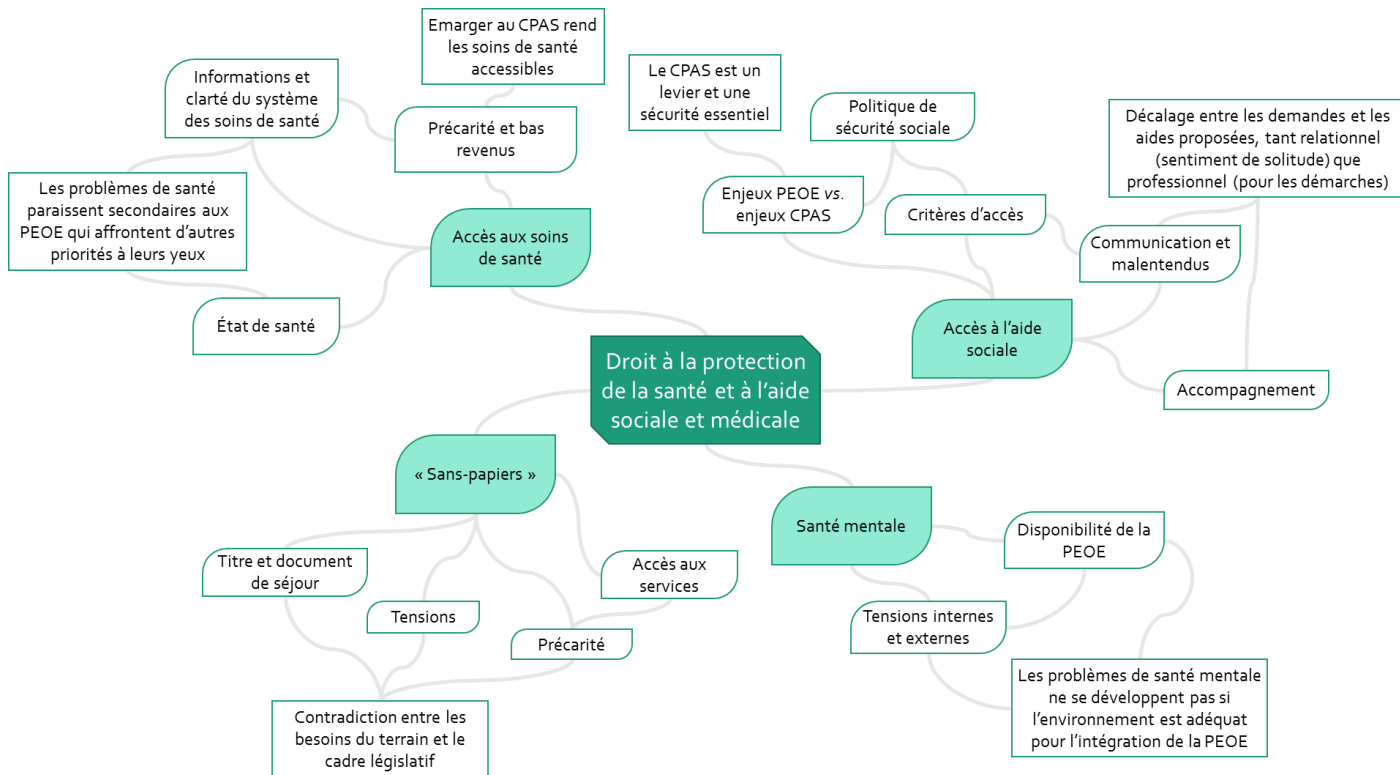 Emarger au CPAS rend
les soins de santé
accessibles
Informations et
clarté du système
des soins de santé
Précarité et bas
revenus
Les problèmes de santé
paraissent secondaires aux
PEOE qui affrontent d’autres
priorités à leurs yeux
Accès aux soins
de santé
État de santé
Le CPAS est un
levier et une
sécurité essentiel
Politique de
sécurité sociale
Décalage entre les demandes et les
aides proposées, tant relationnel
(sentiment de solitude) que
professionnel (pour les démarches)
Enjeux PEOE vs.
enjeux CPAS
Critères d’accès
Communication et
malentendus
Accès à l’aide
sociale
Accompagnement
Droit à la protection
de la santé et à l’aide
sociale et médicale
« Sans-papiers »
Titre et document
de séjour
Tensions
Accès aux
services
Précarité
Contradiction entre les
besoins du terrain et le
cadre législatif
Santé mentale
Disponibilité de la
PEOE
Tensions internes
et externes
Les problèmes de santé mentale
ne se développent pas si
l’environnement est adéquat
pour l’intégration de la PEOE